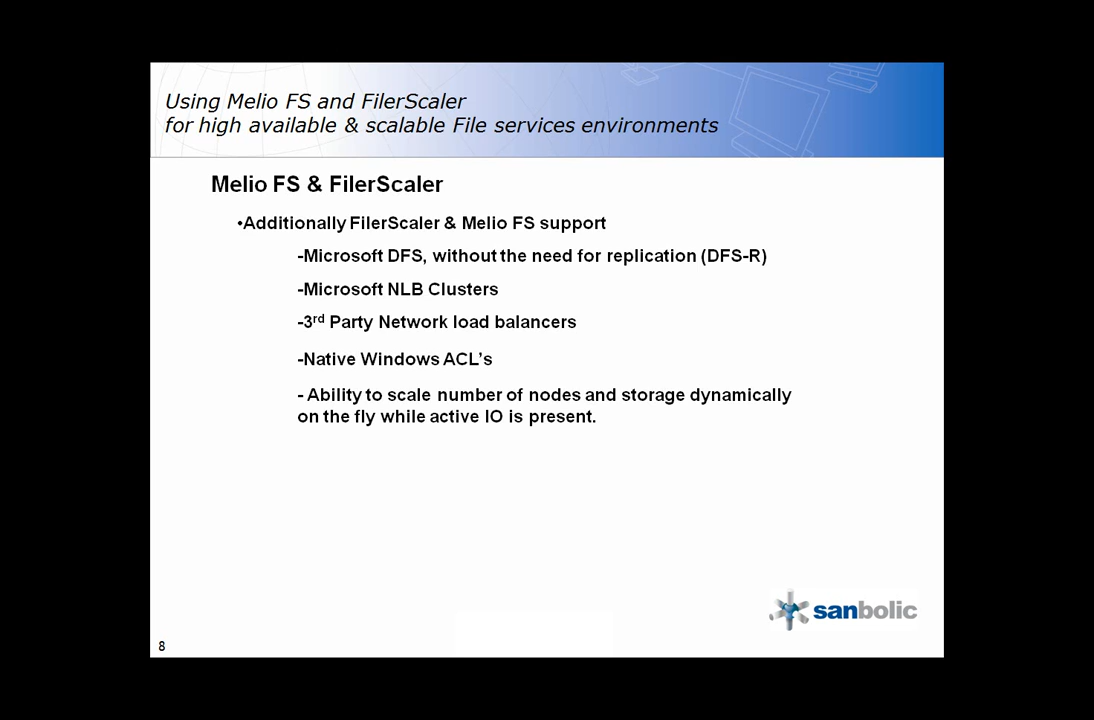 Using Melio FS and FilerScaler
for high available & scalable File services environments
Melio FS & FilerScaler
•Additionally FilerScaler & Melio FS support
-Microsoft DFS, without the need for replication (DFS-R)
-Microsoft NLB Clusters
-3rd Party Network load balancers
-Native Windows ACL’s
- Ability to scale number of nodes and storage dynamically
on the fly while active IO is present.
sanbolic
8